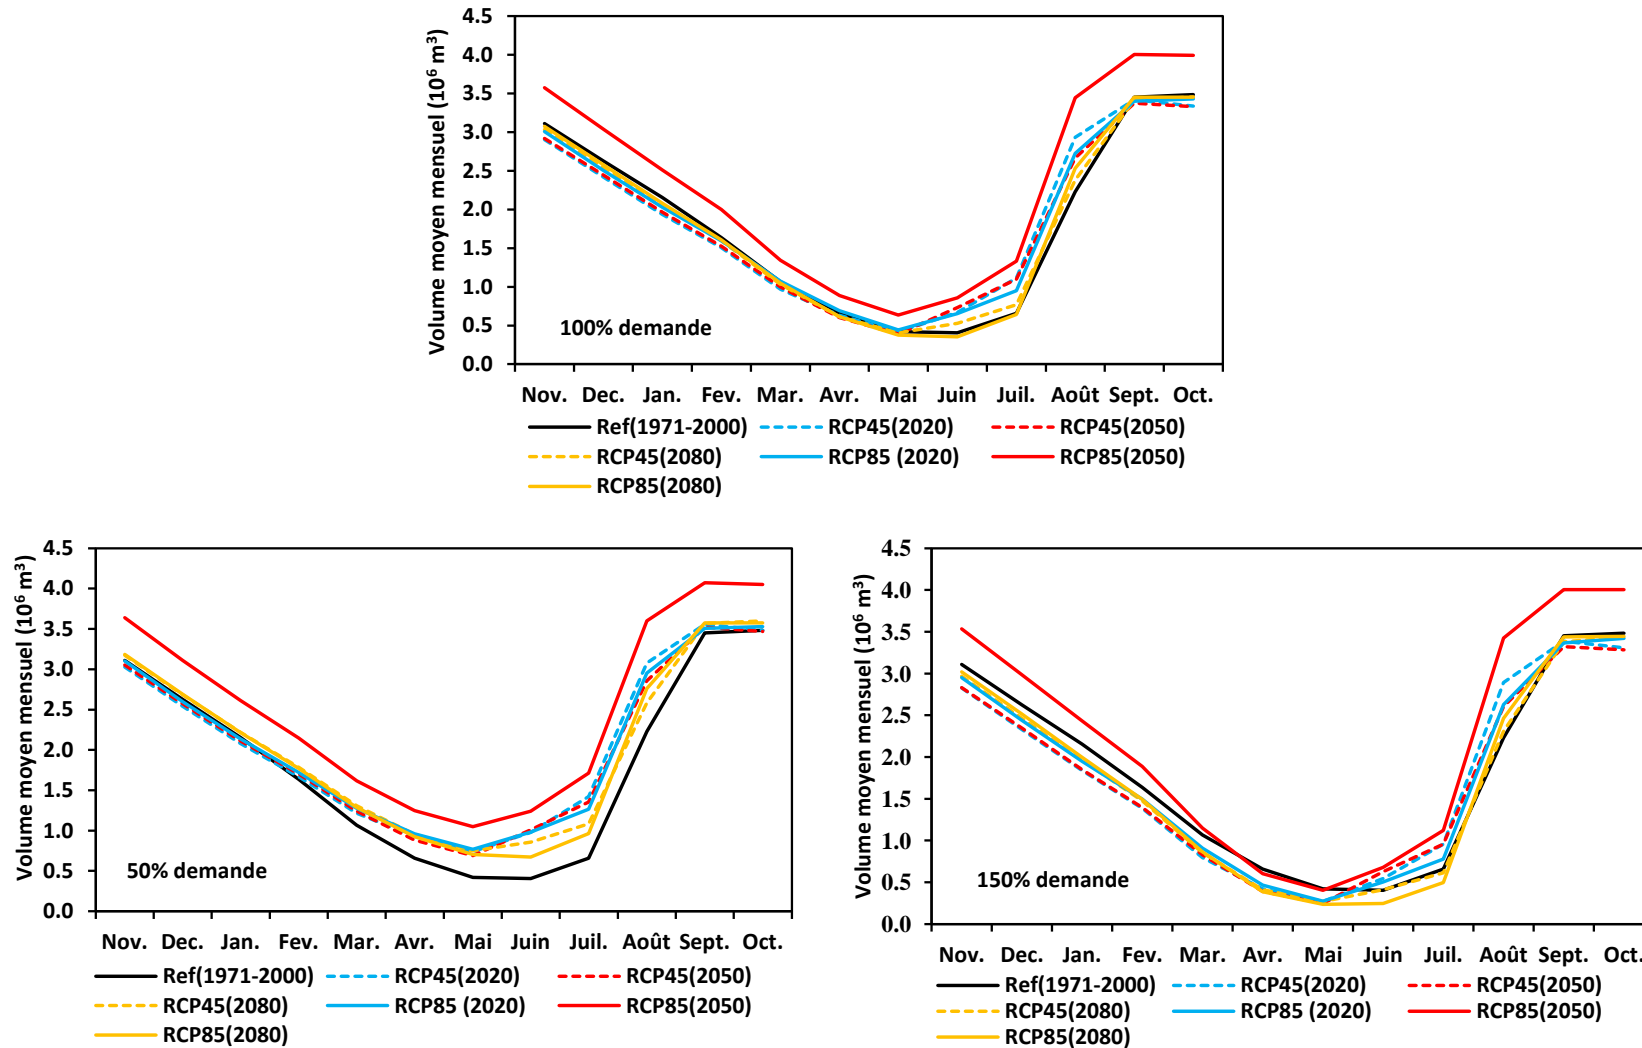 Volume moyen mensuel (10⁶ m³)
4.5
4.0
3.5
3.0
2.5
2.0
1.5
1.0
0.5
0.0
100% demande
Nov. Dec. Jan. Fev. Mar. Avr. Mai Juin Juil. Août Sept. Oct.
Ref(1971-2000) RCP45(2020) RCP45(2050)
RCP45(2080) RCP85 (2020) RCP85(2050)
RCP85(2080)
Volume moyen mensuel (10⁶ m³)
4.5
4.0
3.5
3.0
2.5
2.0
1.5
1.0
0.5
0.0
50% demande
Nov. Dec. Jan. Fev. Mar. Avr. Mai Juin Juil. Août Sept. Oct.
Ref(1971-2000) RCP45(2020) RCP45(2050)
RCP45(2080) RCP85 (2020) RCP85(2050)
RCP85(2080)
Volume moyen mensuel (10⁶ m³)
4.5
4.0
3.5
3.0
2.5
2.0
1.5
1.0
0.5
0.0
150% demande
Nov. Dec. Jan. Fev. Mar. Avr. Mai Juin Juil. Août Sept. Oct.
Ref(1971-2000) RCP45(2020) RCP45(2050)
RCP45(2080) RCP85 (2020) RCP85(2050)
RCP85(2080)